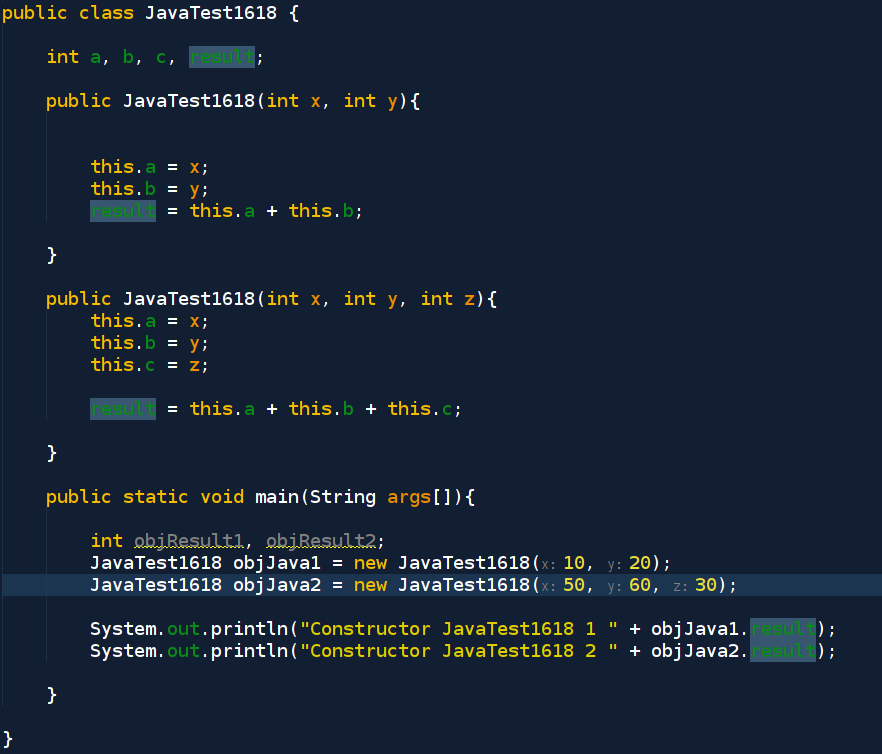 public class JavaTest1618 {
int a, b, c, result;
public JavaTest1618(int x, int y){
this.a = x;
this.b = y;
result = this.a + this.b;
}
public JavaTest1618(int x, int y, int z){
this.a = x;
this.b = y;
this.c = z;
result = this.a + this.b + this.c;
}
public static void main(String args[]){
int objResult1, objResult2;
JavaTest1618 objJava1 = new JavaTest1618(x: 10, y: 20);
JavaTest1618 objJava2 = new JavaTest1618(x: 50, y: 60, z: 30);
System.out.println("Constructor JavaTest1618 1 " + objJava1.result);
System.out.println("Constructor JavaTest1618 2 " + objJava2.result);
}
}